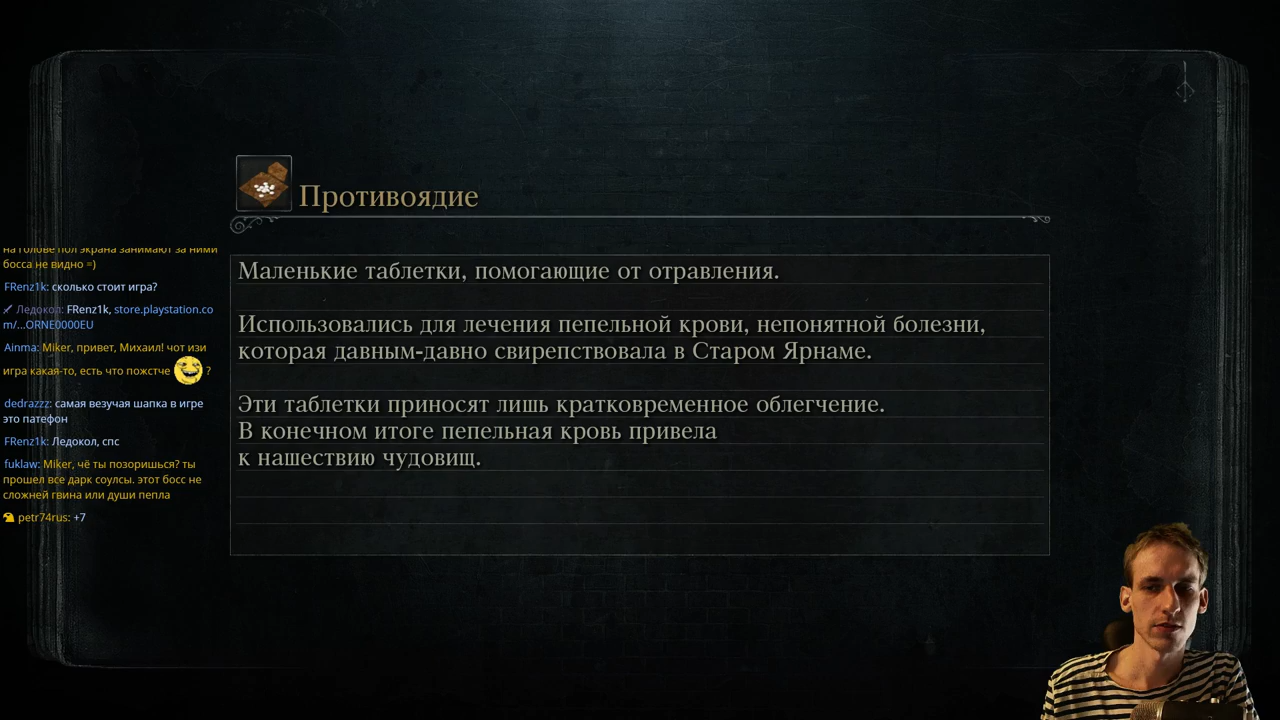 Противоядие
Маленькие таблетки, помогающие от отравления.
Использовались для лечения пепельной крови, непонятной болезни,
которая давным-давно свирепствовала в Старом Ярнаме.
Эти таблетки приносят лишь кратковременное облегчение.
В конечном итоге пепельная кровь привела
к нашествию чудовищ.
на голове пол экрана занимают за ними
босса не видно =)
FRenz1k: сколько стоит игра?
Ледокол: FRenz1k, store.playstation.co
m/...ORNE0000EU
Ainma: Miker, привет, Михаил! чот изи
игра какая-то, есть что пожстче ?
dedrazzz: самая везучая шапка в игре
это патефон
FRenz1k: Ледокол, спс
fuklaw: Miker, чё ты позоришься? ты
прошел все дарк соулсы. этот босс не
сложней гвина или души пепла
petr74rus: +7